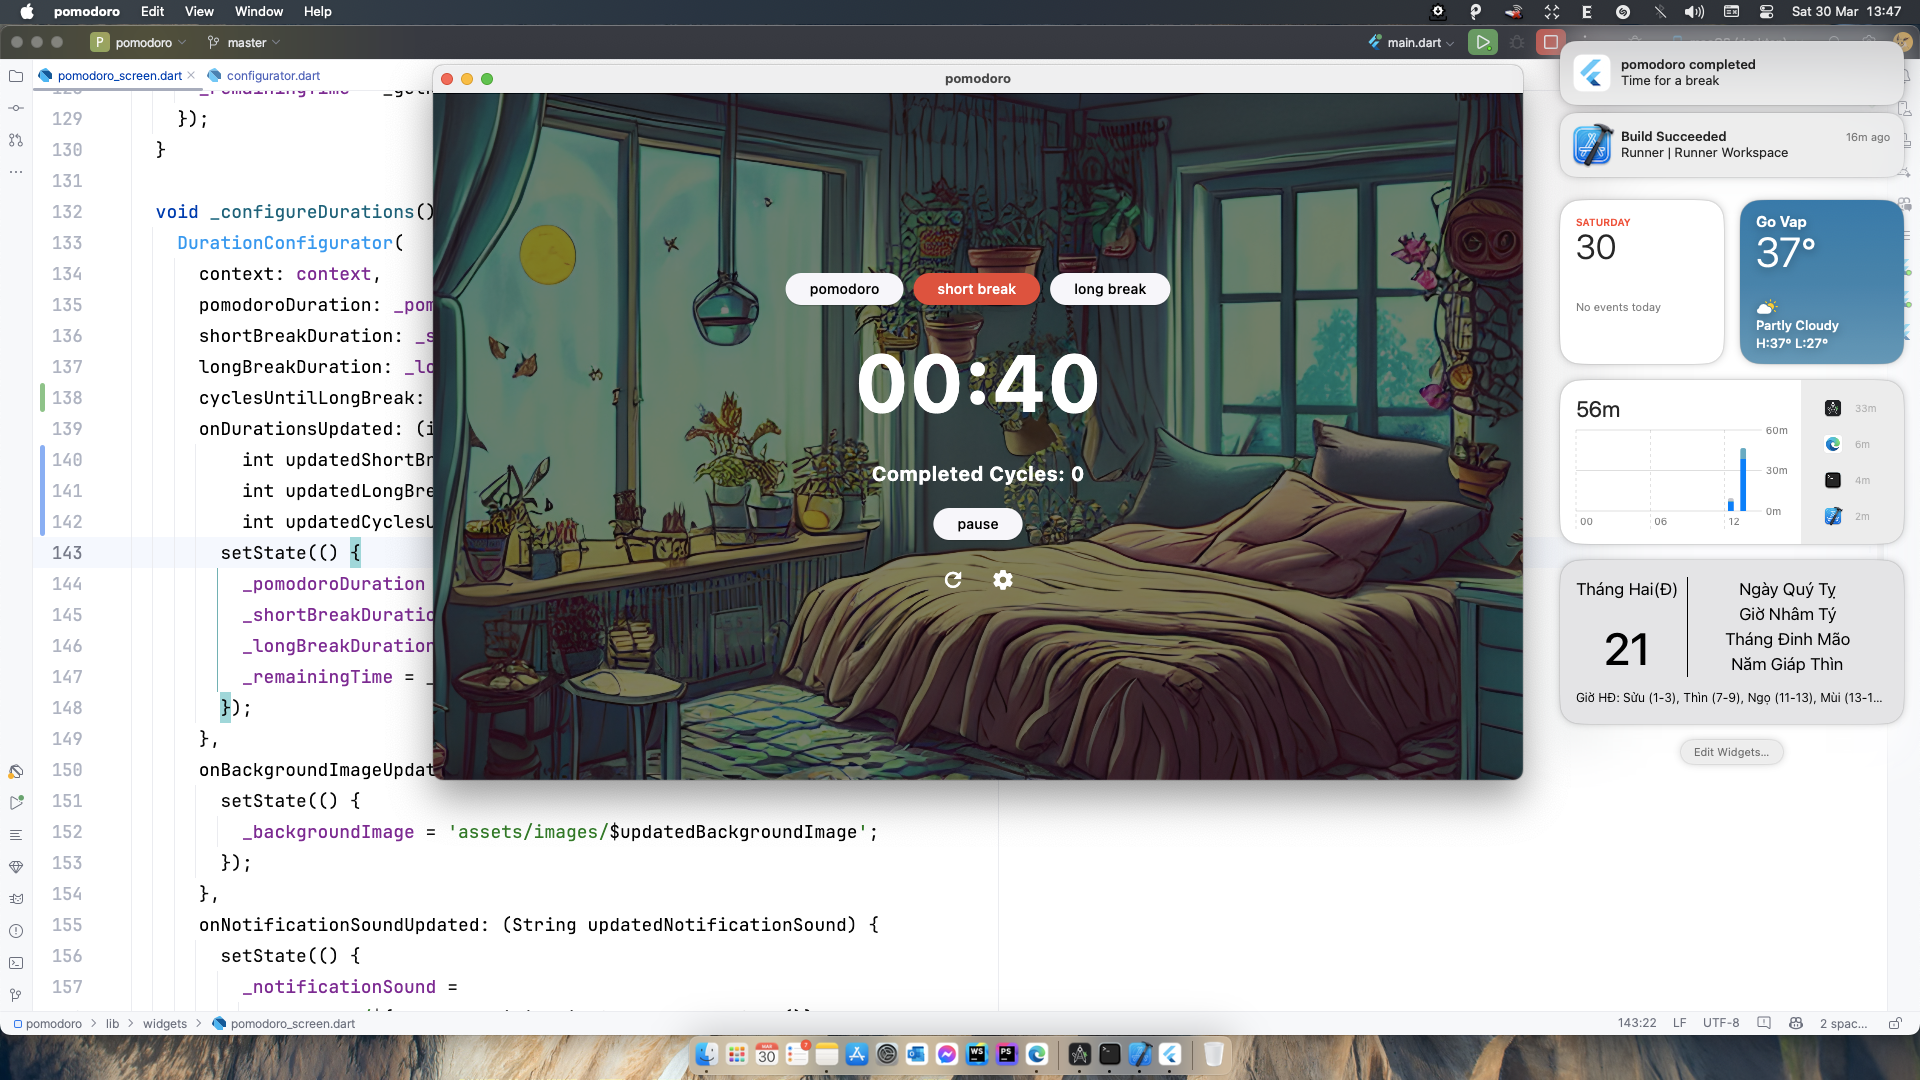 pomodoro Edit View Window Help
Sat 30 Mar 13:47
P pomodoro master
main.dart
pomodoro_screen.dart
configurator.dart
129 });
130 }
131
132 void _configureDurations()
133 DurationConfigurator(
134 context: context,
135 pomodoroDuration: _pom
136 shortBreakDuration: _s
137 longBreakDuration: _lo
138 cyclesUntilLongBreak:
139 onDurationsUpdated: (i
140 int updatedShortBr
141 int updatedLongBre
142 int updatedCyclesU
143 setState(() {
144 _pomodoroDuration
145 _shortBreakDuratio
146 _longBreakDuration
147 _remainingTime = _
148 });
149 },
150 onBackgroundImageUpdat
151 setState(() {
152 _backgroundImage = 'assets/images/$updatedBackgroundImage';
153 });
154 },
155 onNotificationSoundUpdated: (String updatedNotificationSound) {
156 setState(() {
157 _notificationSound =
pomodoro
pomodoro short break long break
00:40
Completed Cycles: 0
pause
pomodoro completed
Time for a break
Build Succeeded
16m ago
Runner | Runner Workspace
SATURDAY
30
No events today
Go Vap
37°
Partly Cloudy
H:37° L:27°
56m
60m
30m
0m
00 06 12
33m
6m
4m
2m
Tháng Hai(Đ)
21
Ngày Quý Tỵ
Giờ Nhâm Tý
Tháng Đinh Mão
Năm Giáp Thìn
Giờ HĐ: Sửu (1-3), Thìn (7-9), Ngọ (11-13), Mùi (13-1...
Edit Widgets...
pomodoro > lib > widgets > pomodoro_screen.dart
143:22 LF UTF-8 2 spac...
MAR
30
7
WS
PS